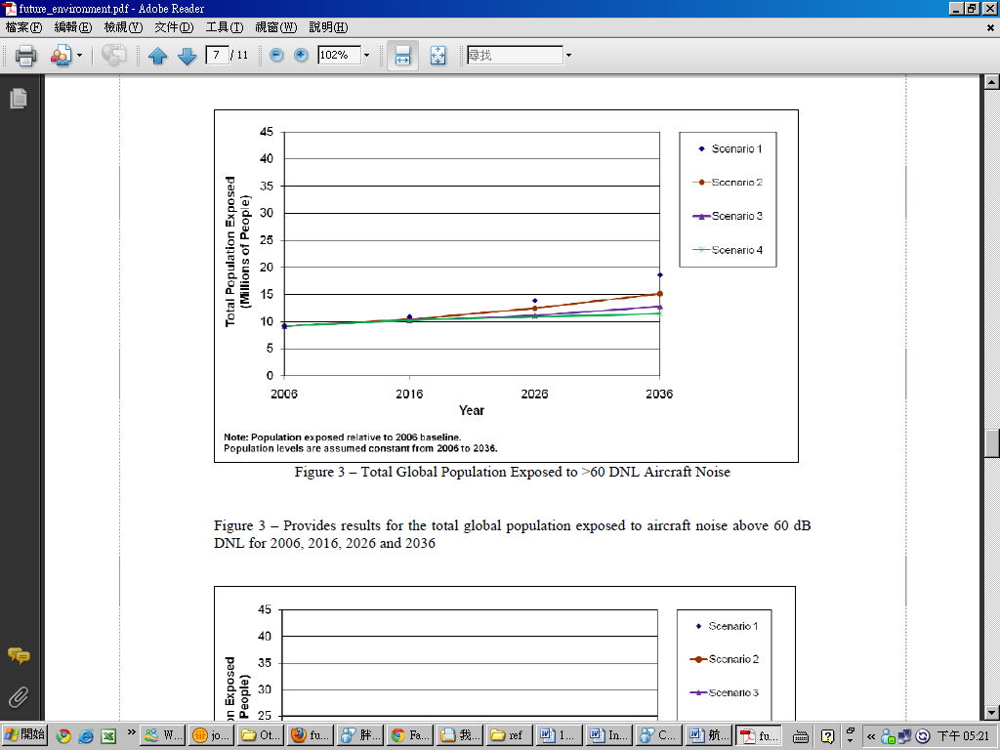 future_environment.pdf - Adobe Reader
檔案(F) 編輯(E) 檢視(V) 文件(D) 工具(T) 視窗(W) 說明(H)
7 / 11 102% 尋找
45
40
35
30
25
20
15
10
5
0
Total Population Exposed
(Millions of People)
2006 2016 2026 2036
Year
Scenario 1
Scenario 2
Scenario 3
Scenario 4
Note: Population exposed relative to 2006 baseline.
Population levels are assumed constant from 2006 to 2036.
Figure 3 – Total Global Population Exposed to >60 DNL Aircraft Noise
Figure 3 – Provides results for the total global population exposed to aircraft noise above 60 dB
DNL for 2006, 2016, 2026 and 2036
45
40
35
30
25
on Exposed
People)
Scenario 1
Scenario 2
Scenario 3
開始 W... jo... Ot... fu... 胖... Fa... 我... ref 1... In... C... 航... fu... 下午 05:21